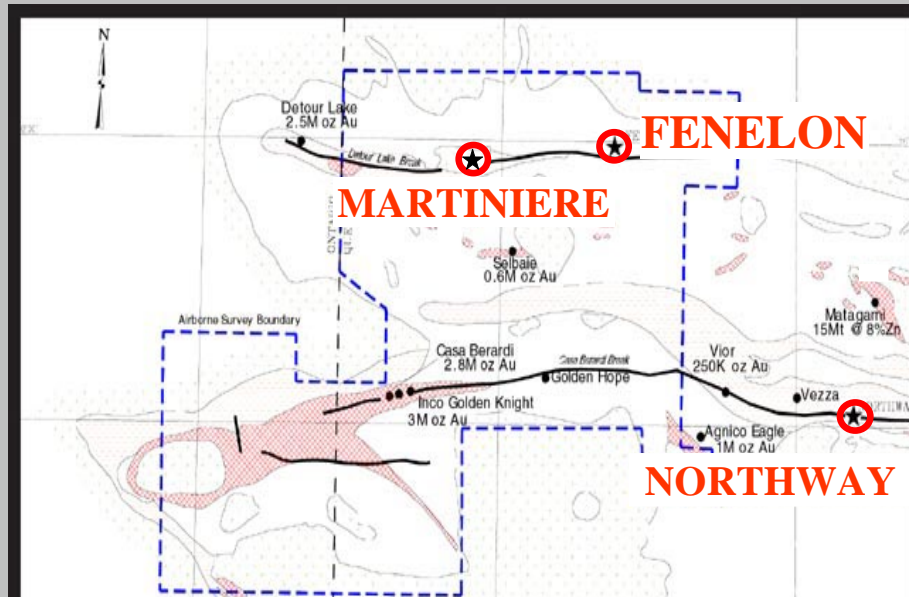 N
Detour Lake
2.5M oz Au
Detour Lake Break
FENELON
MARTINIERE
ONTARIO
Selbaie
0.6M oz Au
Matagami
15Mt @ 8%Zn
Airborne Survey Boundary
Casa Berardi
2.8M oz Au
Casa Berardi Break
Golden Hope
Vior
250K oz Au
Inco Golden Knight
3M oz Au
Vezza
Agnico Eagle
1M oz Au
NORTHWAY